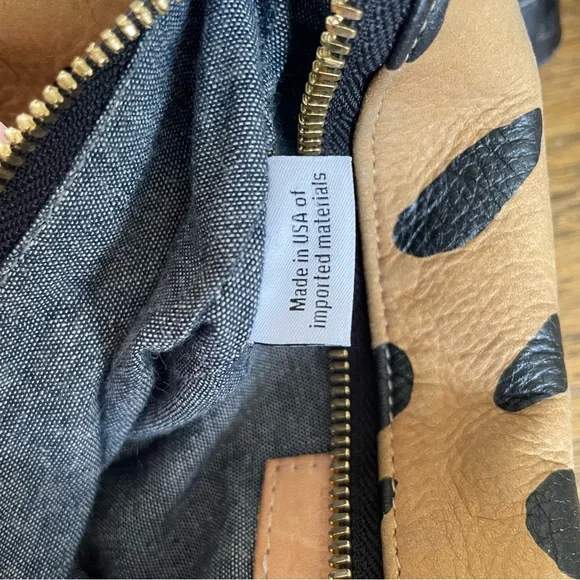 Made in USA of
imported materials